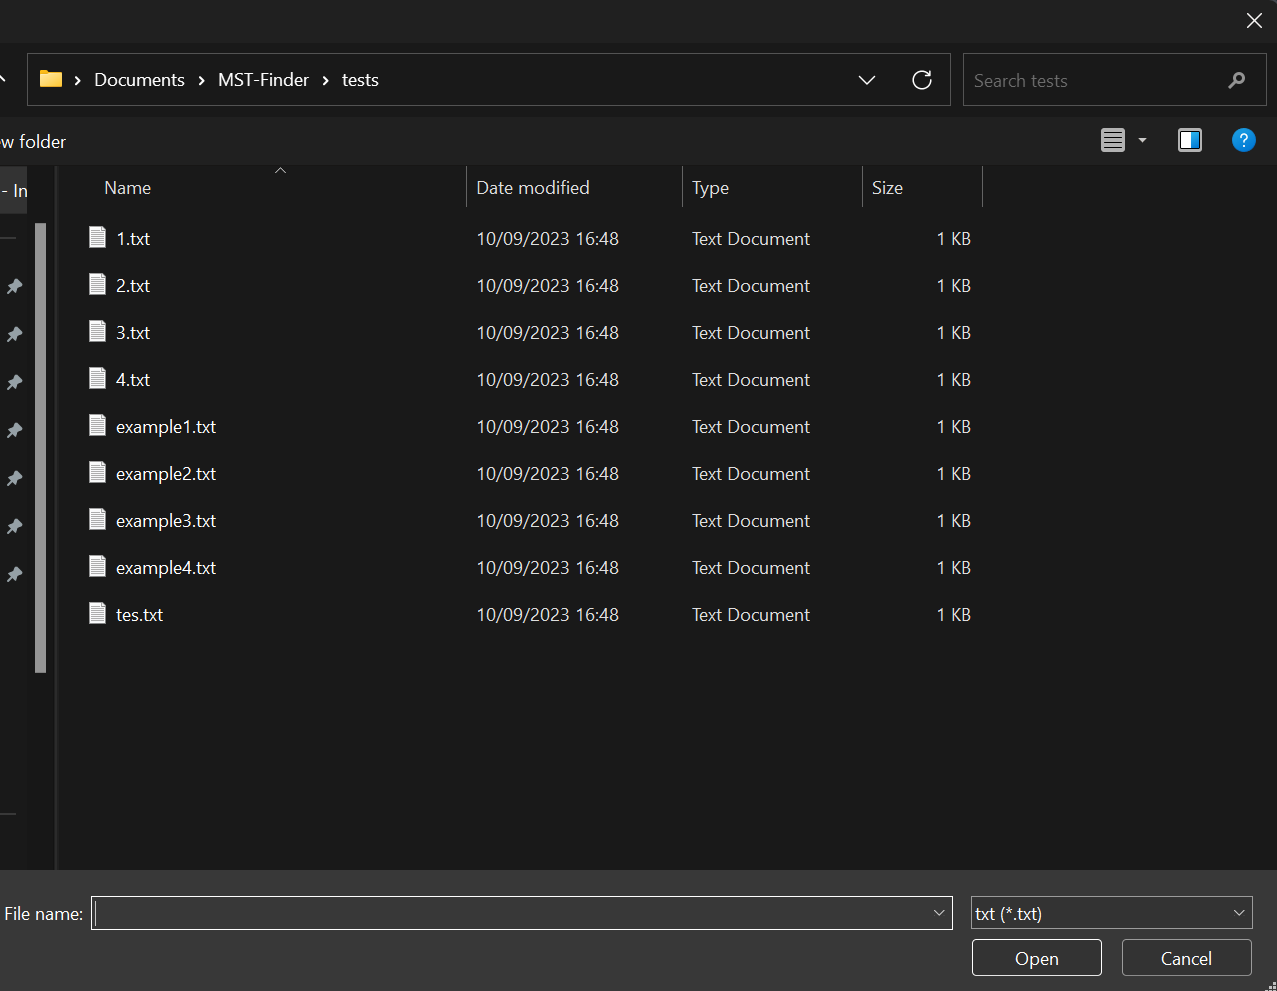 Documents > MST-Finder > tests
Search tests
w folder
?
- In
Name Date modified Type Size
1.txt 10/09/2023 16:48 Text Document 1 KB
2.txt 10/09/2023 16:48 Text Document 1 KB
3.txt 10/09/2023 16:48 Text Document 1 KB
4.txt 10/09/2023 16:48 Text Document 1 KB
example1.txt 10/09/2023 16:48 Text Document 1 KB
example2.txt 10/09/2023 16:48 Text Document 1 KB
example3.txt 10/09/2023 16:48 Text Document 1 KB
example4.txt 10/09/2023 16:48 Text Document 1 KB
tes.txt 10/09/2023 16:48 Text Document 1 KB
File name:
txt (*.txt)
Open Cancel